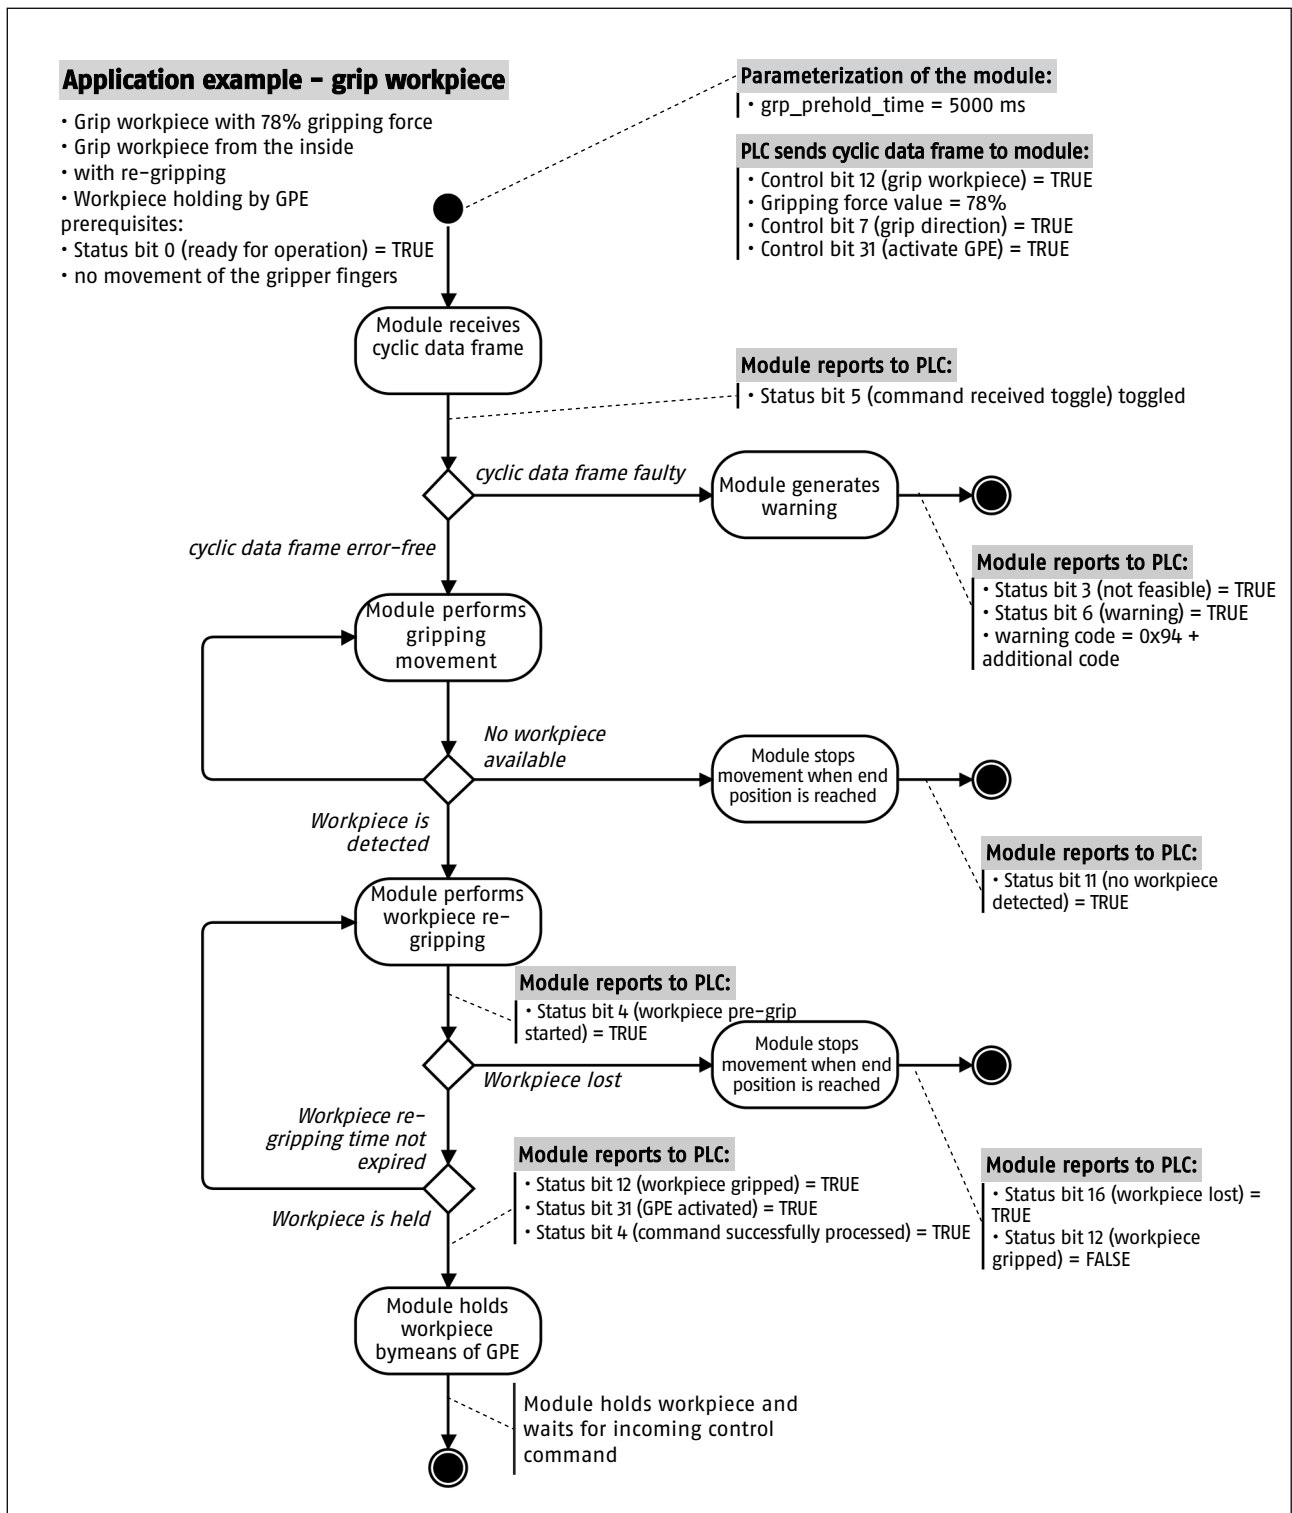 Application example – grip workpiece
• Grip workpiece with 78% gripping force
• Grip workpiece from the inside
• with re-gripping
• Workpiece holding by GPE
prerequisites:
• Status bit 0 (ready for operation) = TRUE
• no movement of the gripper fingers
Parameterization of the module:
• grp_prehold_time = 5000 ms
PLC sends cyclic data frame to module:
• Control bit 12 (grip workpiece) = TRUE
• Gripping force value = 78%
• Control bit 7 (grip direction) = TRUE
• Control bit 31 (activate GPE) = TRUE
Module receives
cyclic data frame
Module reports to PLC:
• Status bit 5 (command received toggle) toggled
cyclic data frame faulty
Module generates
warning
cyclic data frame error-free
Module reports to PLC:
• Status bit 3 (not feasible) = TRUE
• Status bit 6 (warning) = TRUE
• warning code = 0x94 +
additional code
Module performs
gripping
movement
No workpiece
available
Module stops
movement when end
position is reached
Workpiece is
detected
Module reports to PLC:
• Status bit 11 (no workpiece
detected) = TRUE
Module performs
workpiece re-
gripping
Module reports to PLC:
• Status bit 4 (workpiece pre-grip
started) = TRUE
Workpiece lost
Module stops
movement when end
position is reached
Workpiece re-
gripping time not
expired
Module reports to PLC:
• Status bit 12 (workpiece gripped) = TRUE
• Status bit 31 (GPE activated) = TRUE
• Status bit 4 (command successfully processed) = TRUE
Module reports to PLC:
• Status bit 16 (workpiece lost) =
TRUE
• Status bit 12 (workpiece
gripped) = FALSE
Workpiece is held
Module holds
workpiece
bymeans of GPE
Module holds workpiece and
waits for incoming control
command